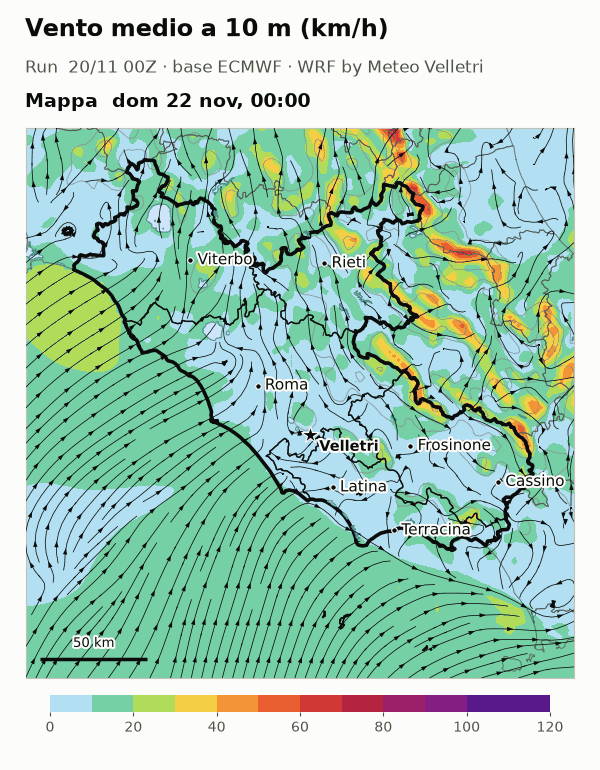 Vento medio a 10 m (km/h)
Run  20/11 00Z · base ECMWF · WRF by Meteo Velletri
Mappa  dom 22 nov, 00:00
Viterbo
Rieti
Roma
Velletri
Frosinone
Latina
Cassino
Terracina
50 km
0 20 40 60 80 100 120